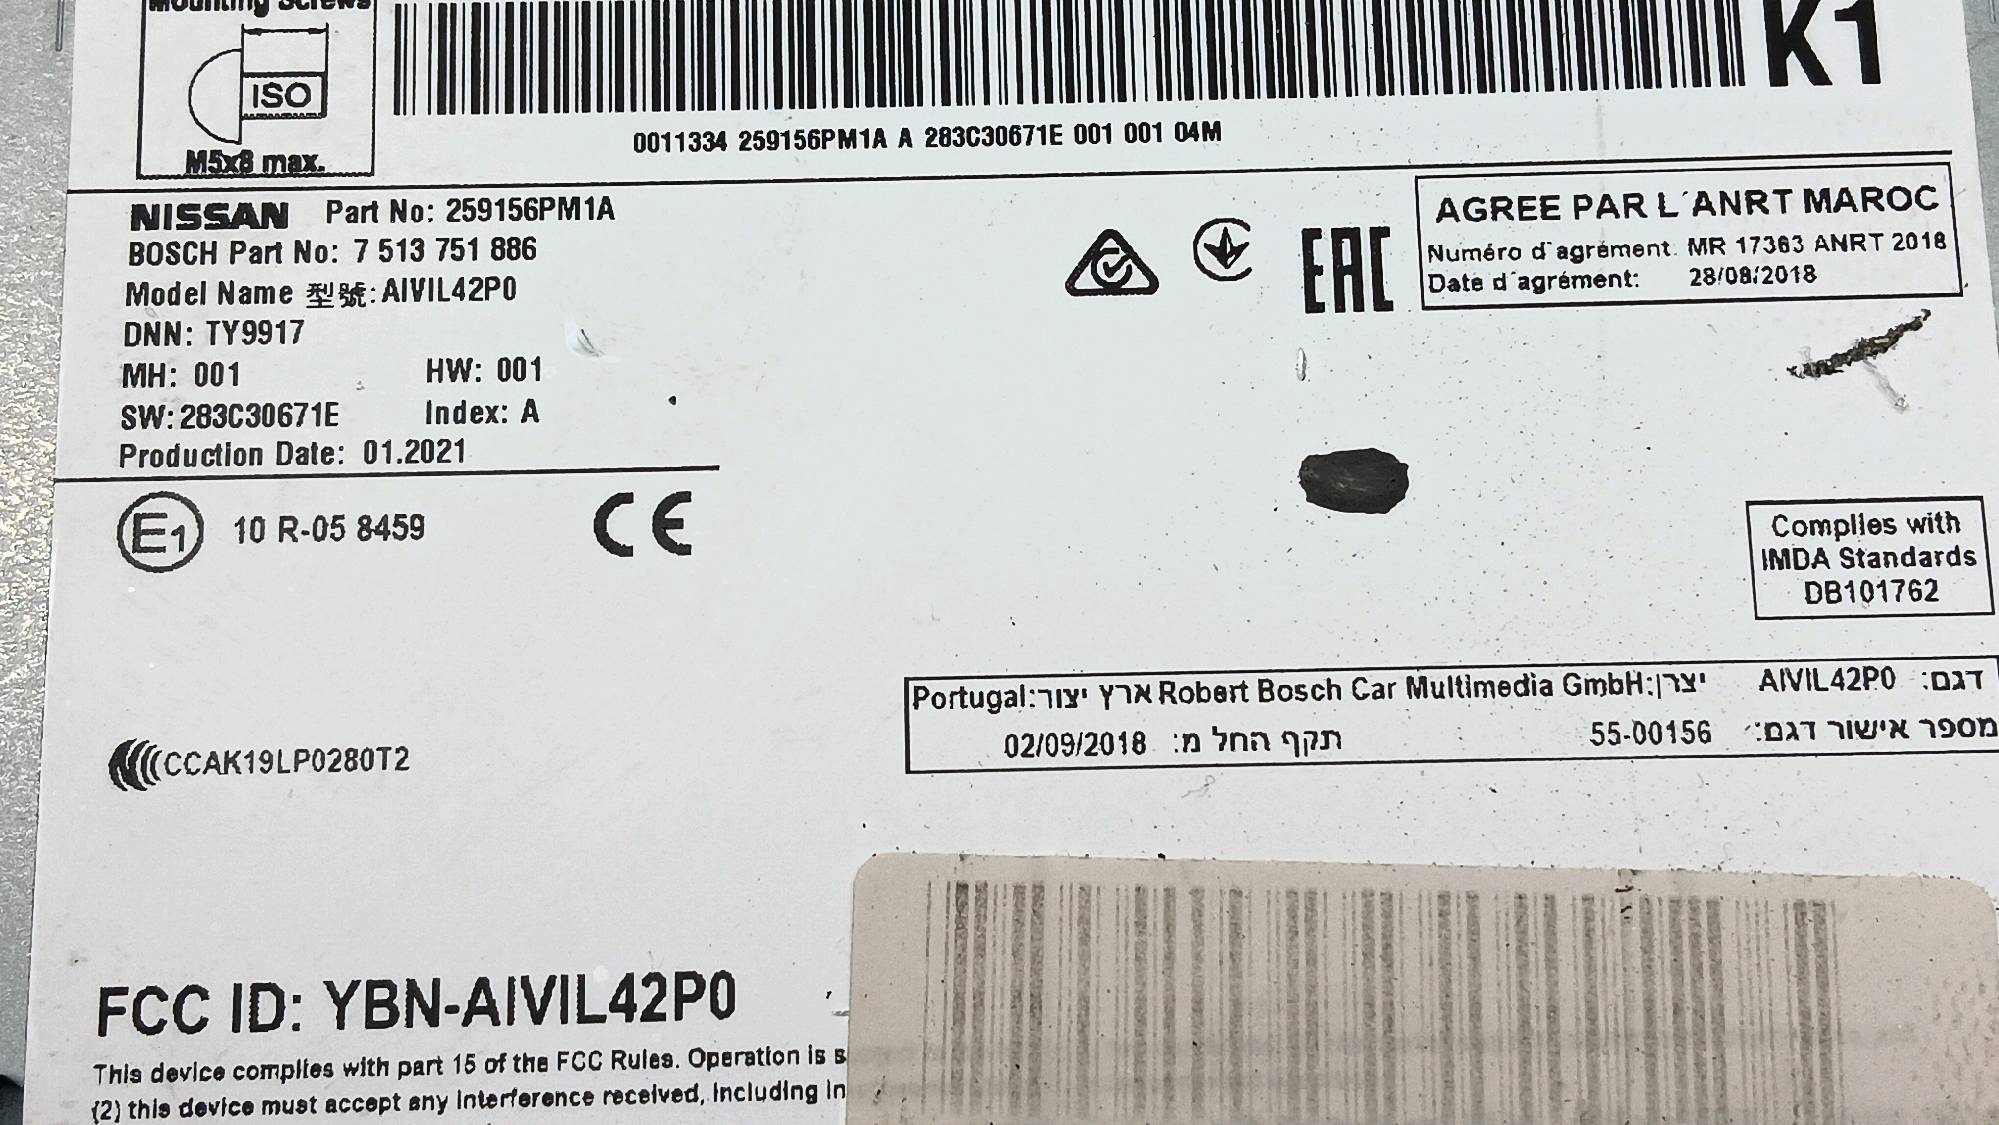 Mounting Screws
ISO
M5x8 max.
K1
0011334 259156PM1A A 283C30671E 001 001 04M
NISSAN Part No: 259156PM1A
BOSCH Part No: 7 513 751 886
Model Name 型號: AIVIL42P0
DNN: TY9917
MH: 001 HW: 001
SW: 283C30671E Index: A
Production Date: 01.2021
EAC
AGREE PAR L´ANRT MAROC
Numéro d´agrément. MR 17363 ANRT 2018
Date d´agrément: 28/08/2018
E1 10 R-05 8459 CE
Complies with
IMDA Standards
DB101762
דגם: AIVIL42P0 יצרן: Robert Bosch Car Multimedia GmbH ארץ יצור: Portugal
מספר אישור דגם: 55-00156 תקף החל מ: 02/09/2018
CCAK19LP0280T2
FCC ID: YBN-AIVIL42P0
This device complies with part 15 of the FCC Rules. Operation is s
(2) this device must accept any interference received, including in